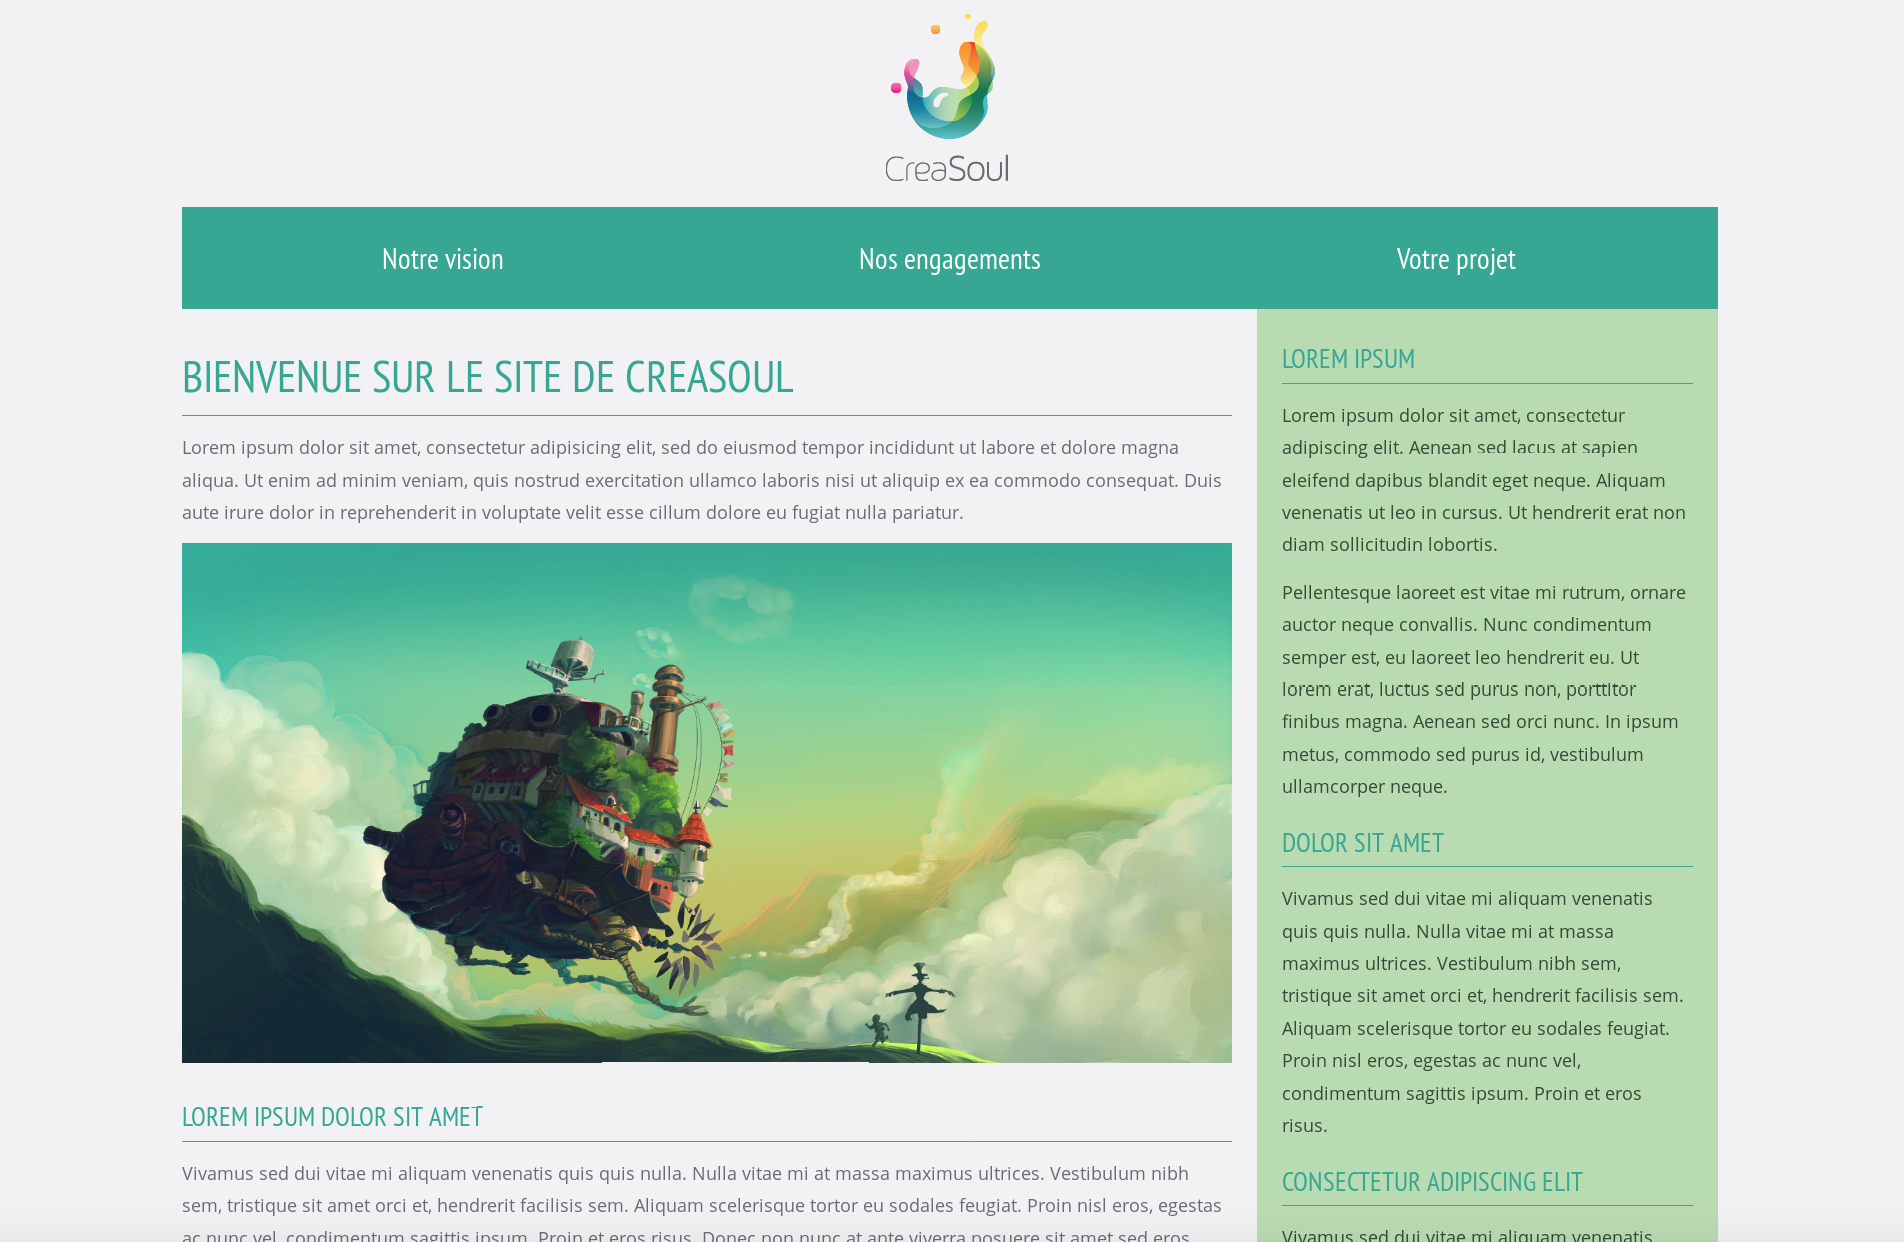 CreaSoul
Notre vision
Nos engagements
Votre projet
BIENVENUE SUR LE SITE DE CREASOUL
Lorem ipsum dolor sit amet, consectetur adipisicing elit, sed do eiusmod tempor incididunt ut labore et dolore magna
aliqua. Ut enim ad minim veniam, quis nostrud exercitation ullamco laboris nisi ut aliquip ex ea commodo consequat. Duis
aute irure dolor in reprehenderit in voluptate velit esse cillum dolore eu fugiat nulla pariatur.
LOREM IPSUM DOLOR SIT AMET
Vivamus sed dui vitae mi aliquam venenatis quis quis nulla. Nulla vitae mi at massa maximus ultrices. Vestibulum nibh
sem, tristique sit amet orci et, hendrerit facilisis sem. Aliquam scelerisque tortor eu sodales feugiat. Proin nisl eros, egestas
ac nunc vel, condimentum sagittis ipsum. Proin et eros risus. Donec non nunc at ante viverra posuere sit amet sed eros.
LOREM IPSUM
Lorem ipsum dolor sit amet, consectetur
adipiscing elit. Aenean sed lacus at sapien
eleifend dapibus blandit eget neque. Aliquam
venenatis ut leo in cursus. Ut hendrerit erat non
diam sollicitudin lobortis.
Pellentesque laoreet est vitae mi rutrum, ornare
auctor neque convallis. Nunc condimentum
semper est, eu laoreet leo hendrerit eu. Ut
lorem erat, luctus sed purus non, porttitor
finibus magna. Aenean sed orci nunc. In ipsum
metus, commodo sed purus id, vestibulum
ullamcorper neque.
DOLOR SIT AMET
Vivamus sed dui vitae mi aliquam venenatis
quis quis nulla. Nulla vitae mi at massa
maximus ultrices. Vestibulum nibh sem,
tristique sit amet orci et, hendrerit facilisis sem.
Aliquam scelerisque tortor eu sodales feugiat.
Proin nisl eros, egestas ac nunc vel,
condimentum sagittis ipsum. Proin et eros
risus.
CONSECTETUR ADIPISCING ELIT
Vivamus sed dui vitae mi aliquam venenatis